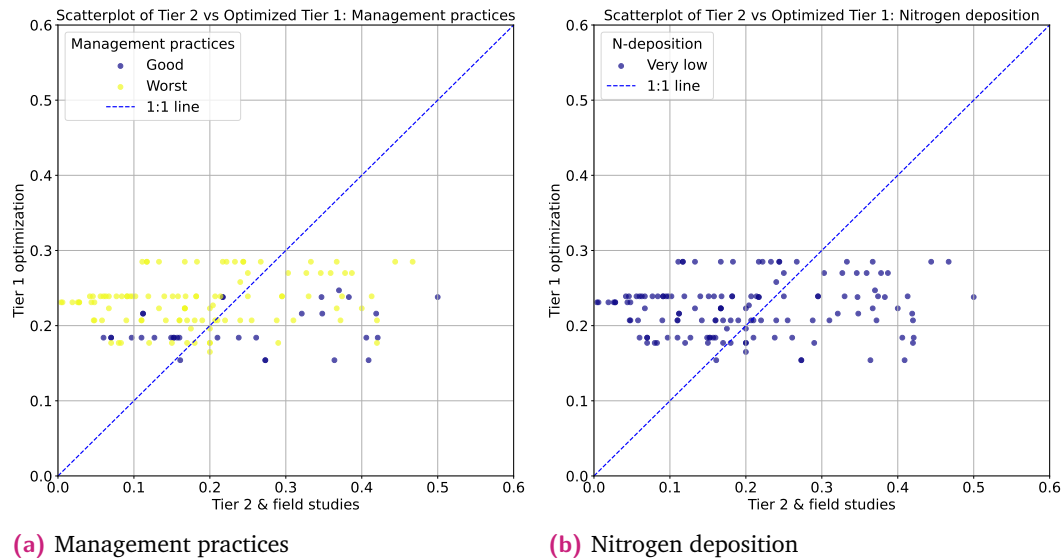 Scatterplot of Tier 2 vs Optimized Tier 1: Management practices
0.6
0.5
0.4
0.3
0.2
0.1
0.0
Tier 1 optimization
Management practices
Good
Worst
1:1 line
0.0 0.1 0.2 0.3 0.4 0.5 0.6
Tier 2 & field studies
(a) Management practices
Scatterplot of Tier 2 vs Optimized Tier 1: Nitrogen deposition
0.6
0.5
0.4
0.3
0.2
0.1
0.0
Tier 1 optimization
N-deposition
Very low
1:1 line
0.0 0.1 0.2 0.3 0.4 0.5 0.6
Tier 2 & field studies
(b) Nitrogen deposition